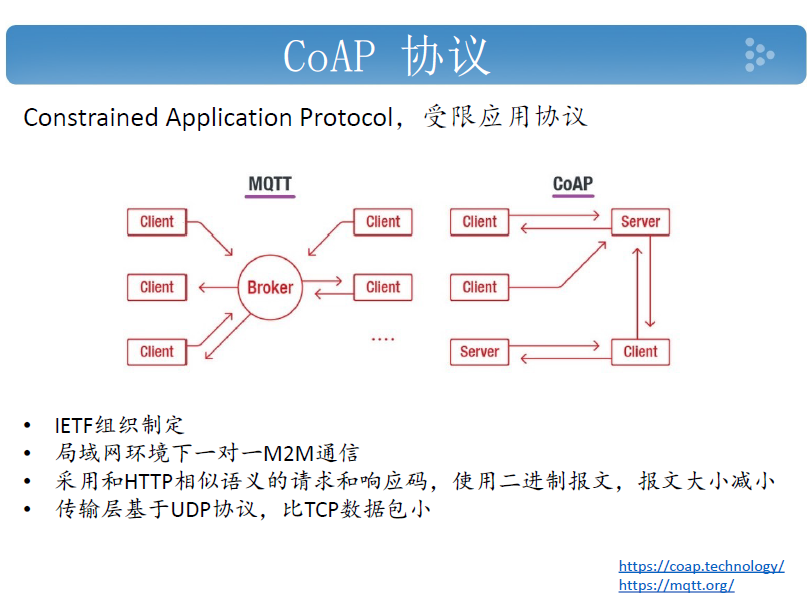 CoAP 协议
Constrained Application Protocol，受限应用协议
MQTT
Client
Client
Client
Broker
Client
Client
....
CoAP
Client
Server
Client
Server
Client
• IETF组织制定
• 局域网环境下一对一M2M通信
• 采用和HTTP相似语义的请求和响应码，使用二进制报文，报文大小减小
• 传输层基于UDP协议，比TCP数据包小
https://coap.technology/
https://mqtt.org/